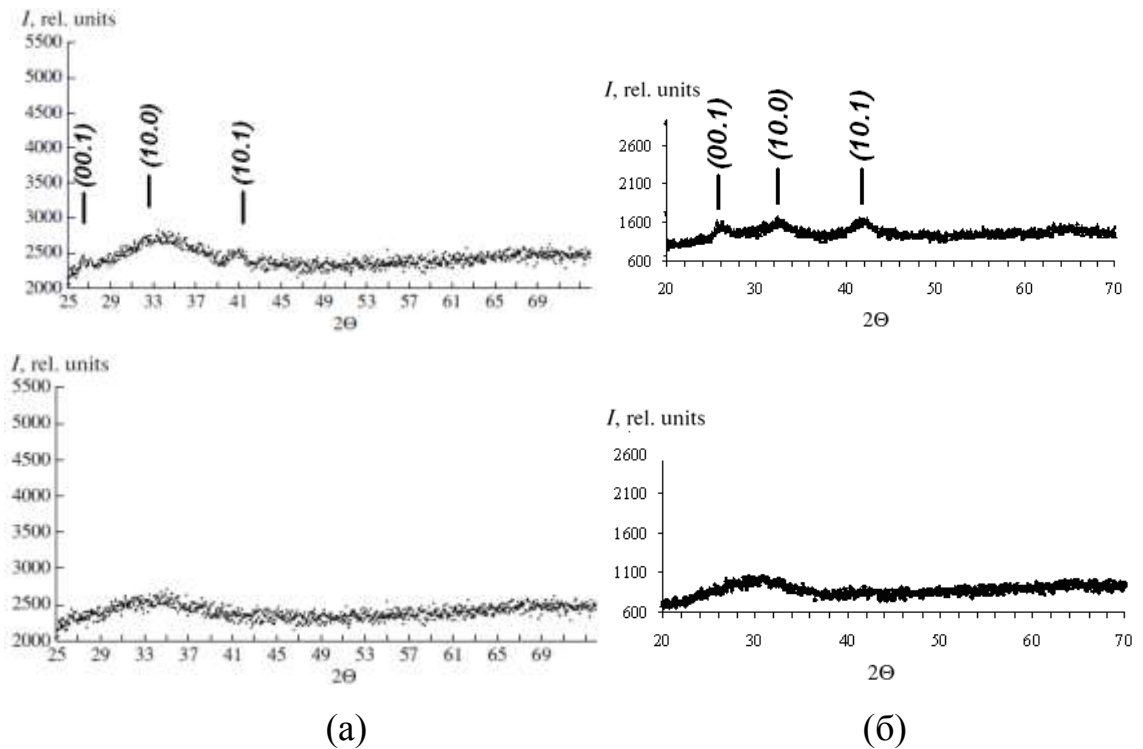 I, rel. units
5500
5000
4500
4000
3500
3000
2500
2000
(00.1)
(10.0)
(10.1)
25 29 33 37 41 45 49 53 57 61 65 69
2Θ
I, rel. units
2600
2100
1600
1100
600
(00.1)
(10.0)
(10.1)
20 30 40 50 60 70
2Θ
I, rel. units
5500
5000
4500
4000
3500
3000
2500
2000
25 29 33 37 41 45 49 53 57 61 65 69
2Θ
I, rel. units
2600
2100
1600
1100
600
20 30 40 50 60 70
2Θ
(а)
(б)